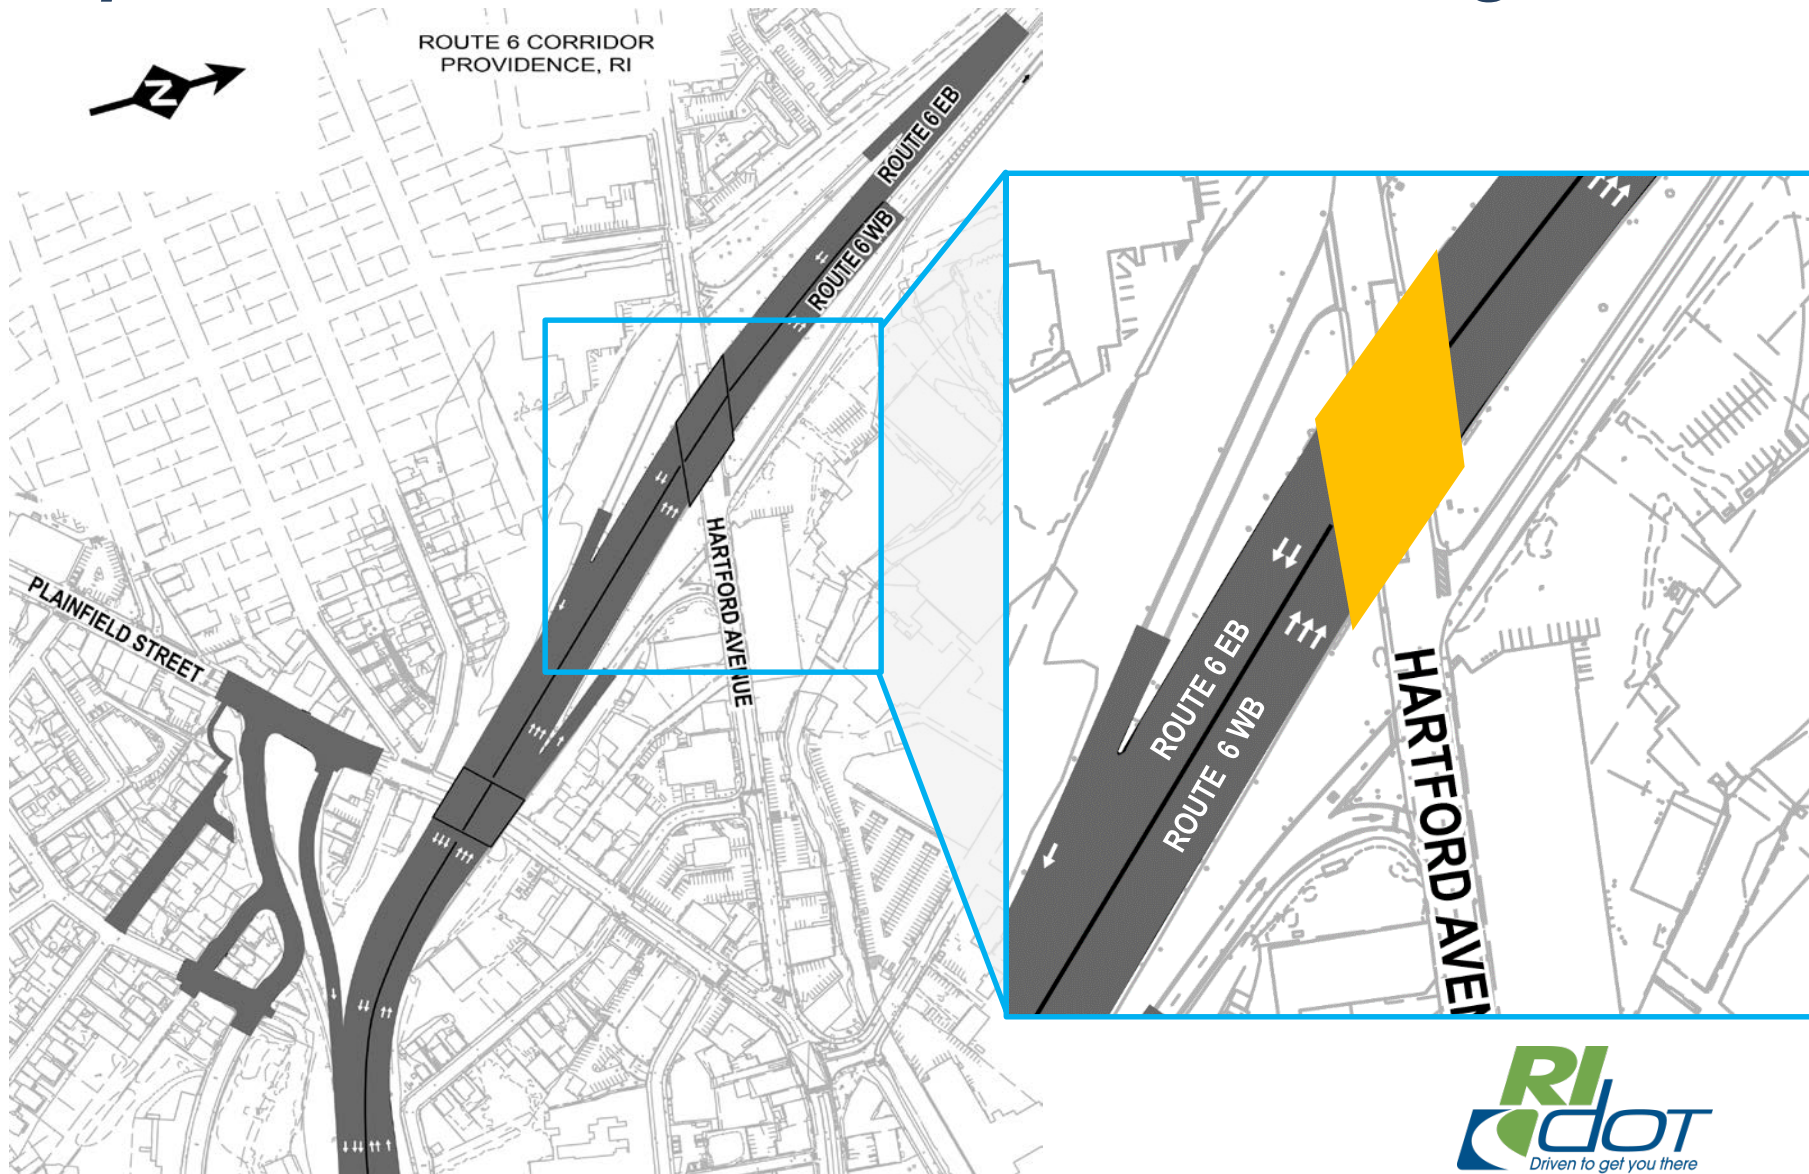 ROUTE 6 CORRIDOR
PROVIDENCE, RI
N
ROUTE 6 EB
ROUTE 6 WB
HARTFORD AVENUE
PLAINFIELD STREET
ROUTE 6 EB
ROUTE 6 WB
HARTFORD AVEN
RI
DOT
Driven to get you there